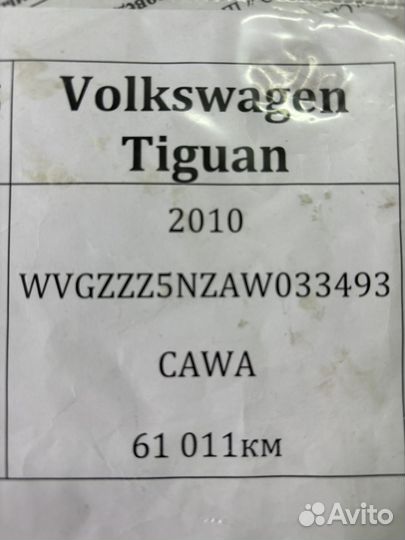 Volkswagen
Tiguan
2010
WVGZZZ5NZAW033493
CAWA
61 011км
Avito